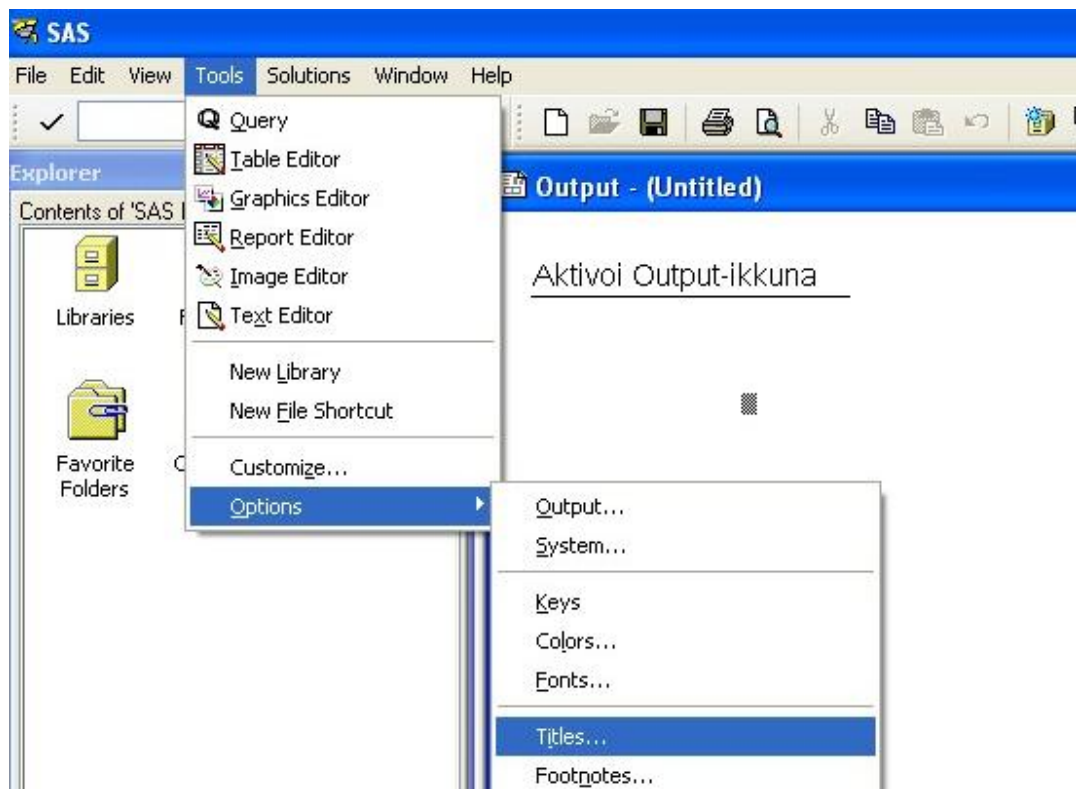 SAS
File Edit View Tools Solutions Window Help
Query
Table Editor
Graphics Editor
Report Editor
Image Editor
Text Editor
New Library
New File Shortcut
Customize...
Options
Explorer
Contents of 'SAS
Libraries
Favorite
Folders
Output - (Untitled)
Aktivoi Output-ikkuna
Output...
System...
Keys
Colors...
Fonts...
Titles...
Footnotes...